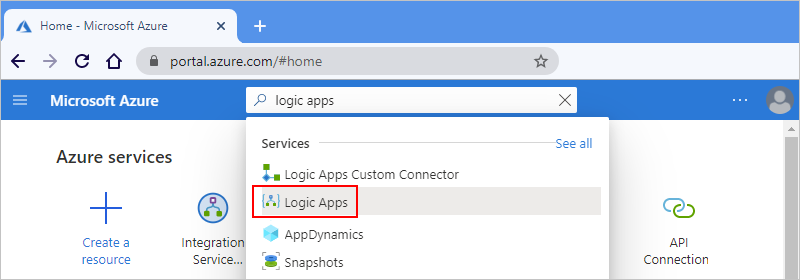 Home - Microsoft Azure
portal.azure.com/#home
Microsoft Azure
logic apps
Services
See all
Logic Apps Custom Connector
Logic Apps
AppDynamics
Snapshots
Azure services
Create a
resource
Integration
Service...
API
Connection